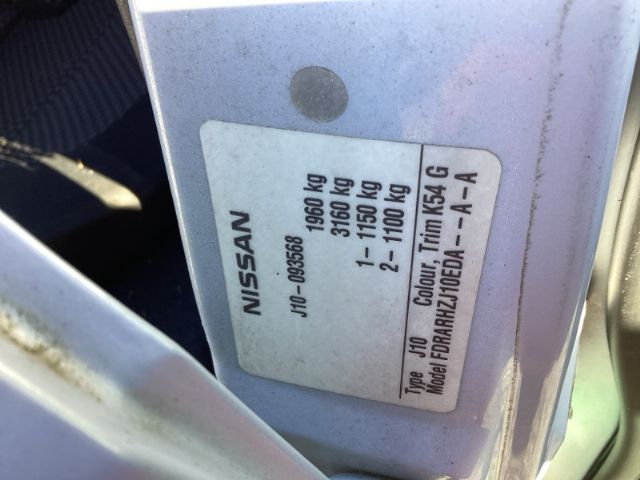 NISSAN
J10-093568
1960 kg
3160 kg
1- 1150 kg
2- 1100 kg
Type J10 Colour, Trim K54 G
Model FDRARHZJ10EDA--A-A